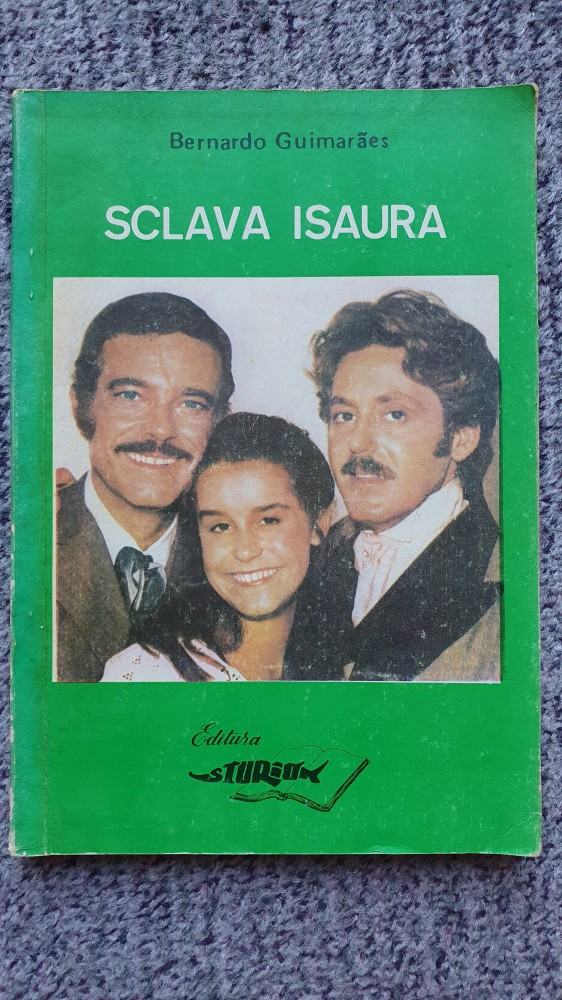 Bernardo Guimarães
SCLAVA ISAURA
Editura
STURION